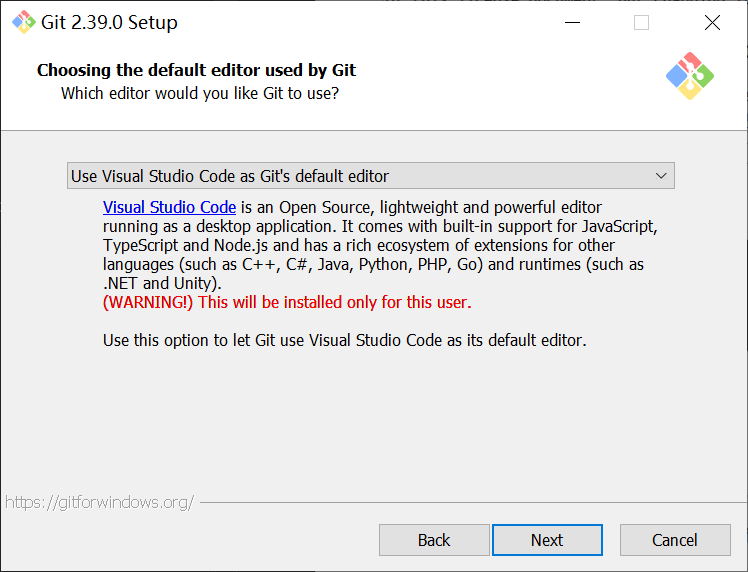 Git 2.39.0 Setup
Choosing the default editor used by Git
Which editor would you like Git to use?
Use Visual Studio Code as Git's default editor
Visual Studio Code is an Open Source, lightweight and powerful editor
running as a desktop application. It comes with built-in support for JavaScript,
TypeScript and Node.js and has a rich ecosystem of extensions for other
languages (such as C++, C#, Java, Python, PHP, Go) and runtimes (such as
.NET and Unity).
(WARNING!) This will be installed only for this user.
Use this option to let Git use Visual Studio Code as its default editor.
https://gitforwindows.org/
Back
Next
Cancel